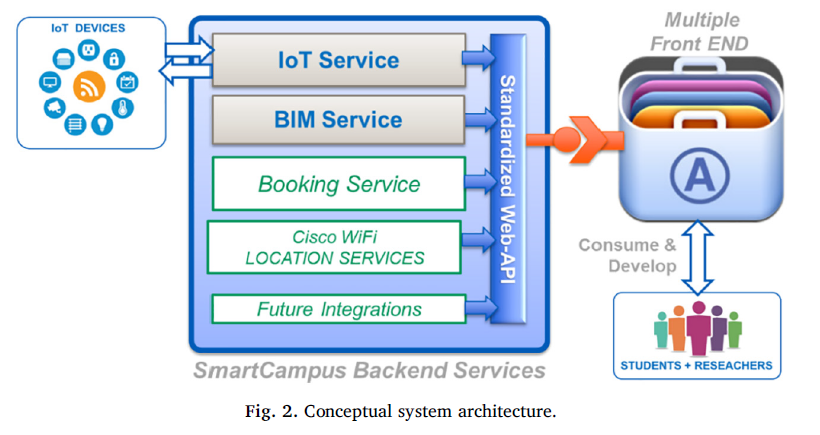 IoT DEVICES
IoT Service
BIM Service
Booking Service
Cisco WiFi
LOCATION SERVICES
Future Integrations
Standardized Web-API
SmartCampus Backend Services
Multiple
Front END
A
Consume &
Develop
STUDENTS + RESEACHERS
Fig. 2. Conceptual system architecture.